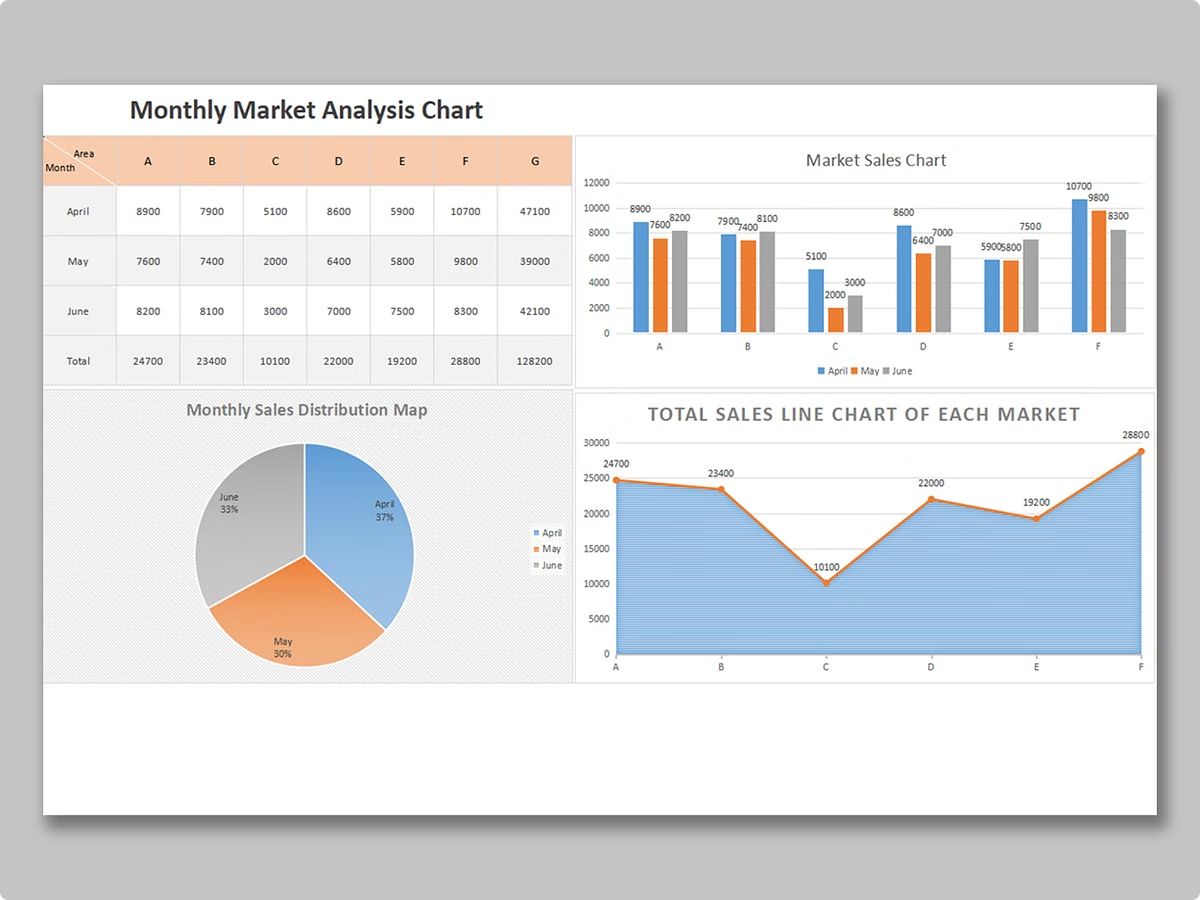 Monthly Market Analysis Chart
Area
Month
A B C D E F G
April 8900 7900 5100 8600 5900 10700 47100
May 7600 7400 2000 6400 5800 9800 39000
June 8200 8100 3000 7000 7500 8300 42100
Total 24700 23400 10100 22000 19200 28800 128200
Market Sales Chart
12000
10000
8000
6000
4000
2000
0
8900 7600 8200
7900 7400 8100
5100 2000 3000
8600 6400 7000
5900 5800 7500
10700 9800 8300
A B C D E F
April May June
Monthly Sales Distribution Map
June
33%
April
37%
May
30%
April
May
June
TOTAL SALES LINE CHART OF EACH MARKET
30000
25000
20000
15000
10000
5000
0
24700 23400 10100 22000 19200 28800
A B C D E F